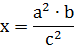 x = a² · b / c²